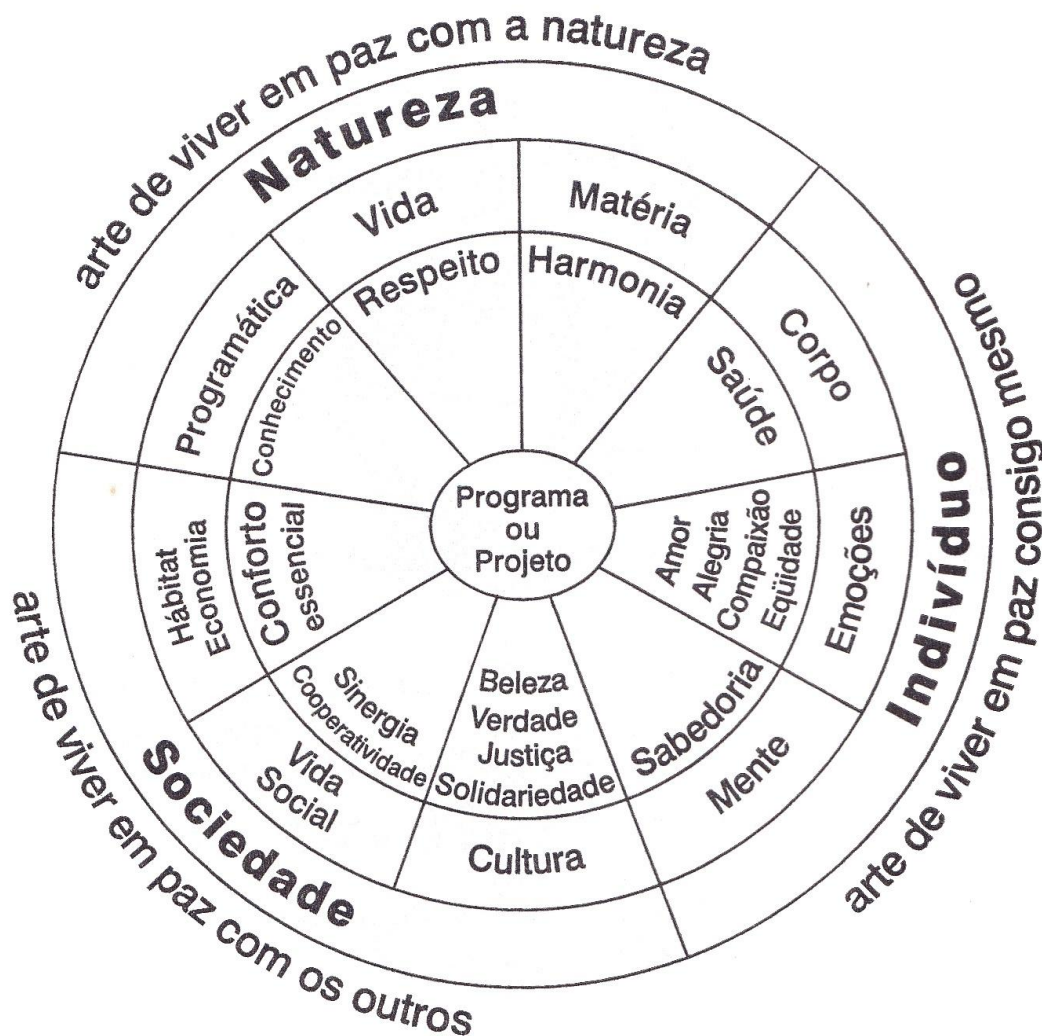 arte de viver em paz com a natureza
Natureza
Programática
Conhecimento
Vida
Respeito
Matéria
Harmonia
arte de viver em paz consigo mesmo
Indivíduo
Corpo
Saúde
Emoções
Amor
Alegria
Compaixão
Eqüidade
Mente
Sabedoria
arte de viver em paz com os outros
Sociedade
Cultura
Beleza
Verdade
Justiça
Solidariedade
Vida
Social
Sinergia
Cooperatividade
Hábitat
Economia
Conforto
essencial
Programa
ou
Projeto